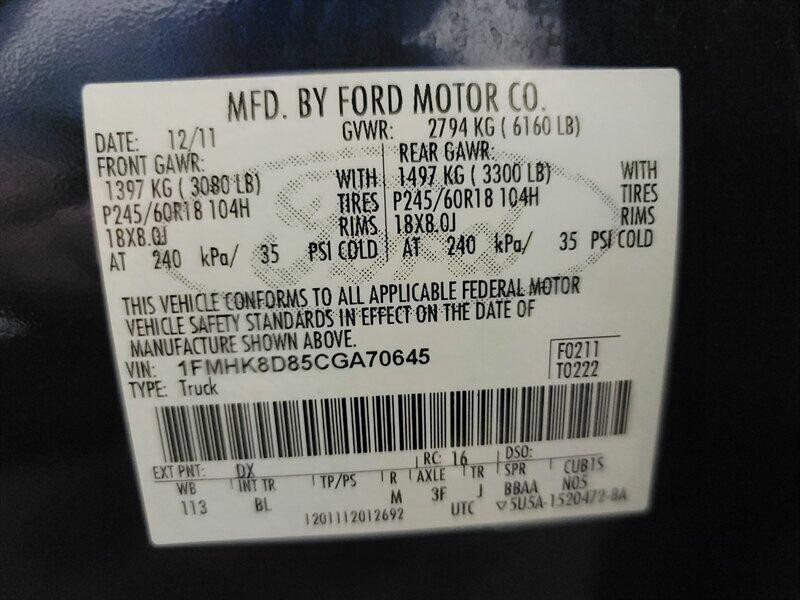 MFD. BY FORD MOTOR CO.
DATE: 12/11 GVWR: 2794 KG ( 6160 LB)
FRONT GAWR: REAR GAWR:
1397 KG ( 3080 LB) WITH 1497 KG ( 3300 LB) WITH
P245/60R18 104H TIRES P245/60R18 104H TIRES
18X8.0J RIMS 18X8.0J RIMS
AT 240 kPa/ 35 PSI COLD AT 240 kPa/ 35 PSI COLD
THIS VEHICLE CONFORMS TO ALL APPLICABLE FEDERAL MOTOR
VEHICLE SAFETY STANDARDS IN EFFECT ON THE DATE OF
MANUFACTURE SHOWN ABOVE.
VIN: 1FMHK8D85CGA70645 F0211
TYPE: Truck T0222
EXT PNT: DX RC: 16 DSO:
WB INT TR TP/PS R AXLE TR SPR CUB1S
113 BL M 3F J BBAA N05
1201112012692 UTC ▽5U5A-1520472-BA
Ford